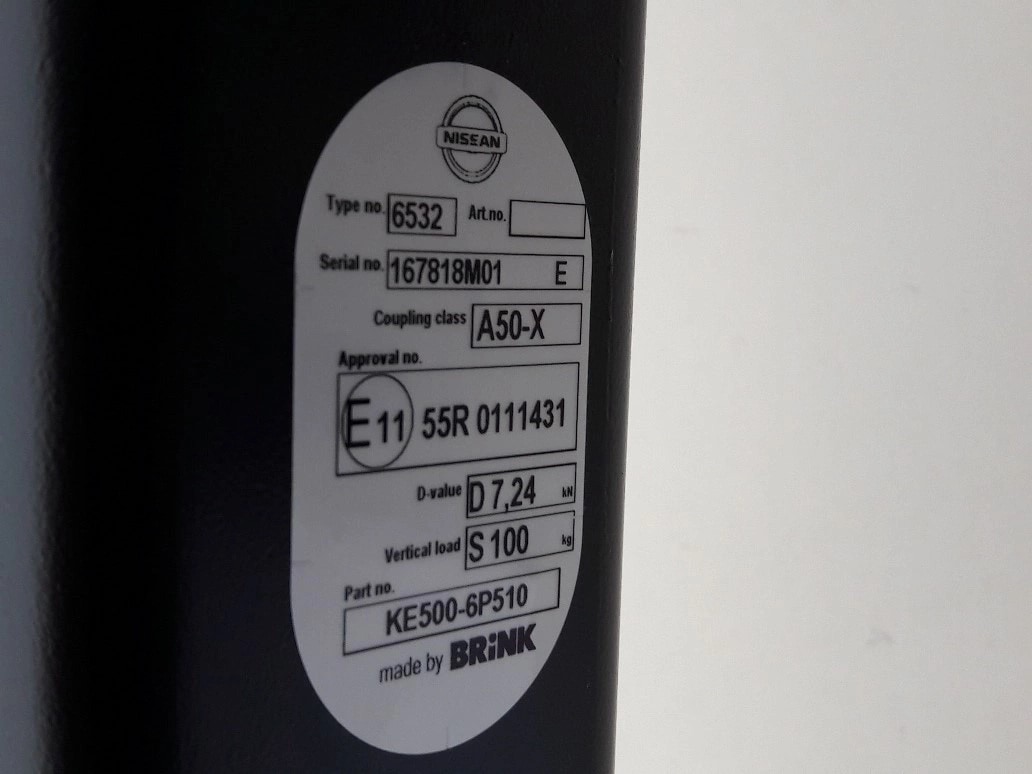 NISSAN
Type no. 6532 Art.no.
Serial no. 167818M01 E
Coupling class A50-X
Approval no.
E11 55R 0111431
D-value D 7,24 kN
Vertical load S 100 kg
Part no.
KE500-6P510
made by BRiNK